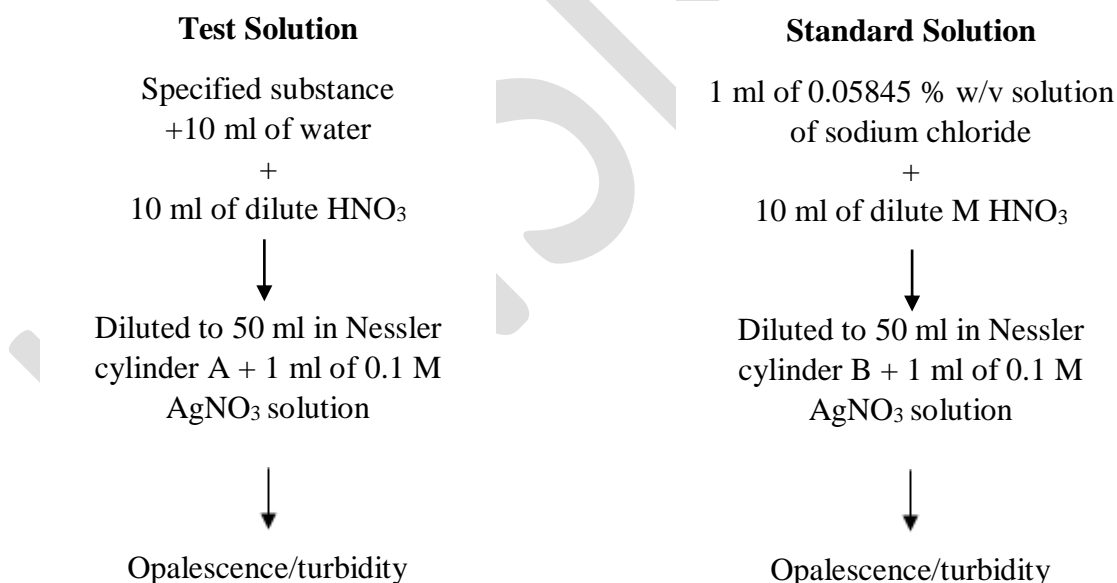 Test Solution
Specified substance
+10 ml of water
+
10 ml of dilute HNO₃
Diluted to 50 ml in Nessler
cylinder A + 1 ml of 0.1 M
AgNO₃ solution
Opalescence/turbidity
Standard Solution
1 ml of 0.05845 % w/v solution
of sodium chloride
+
10 ml of dilute M HNO₃
Diluted to 50 ml in Nessler
cylinder B + 1 ml of 0.1 M
AgNO₃ solution
Opalescence/turbidity